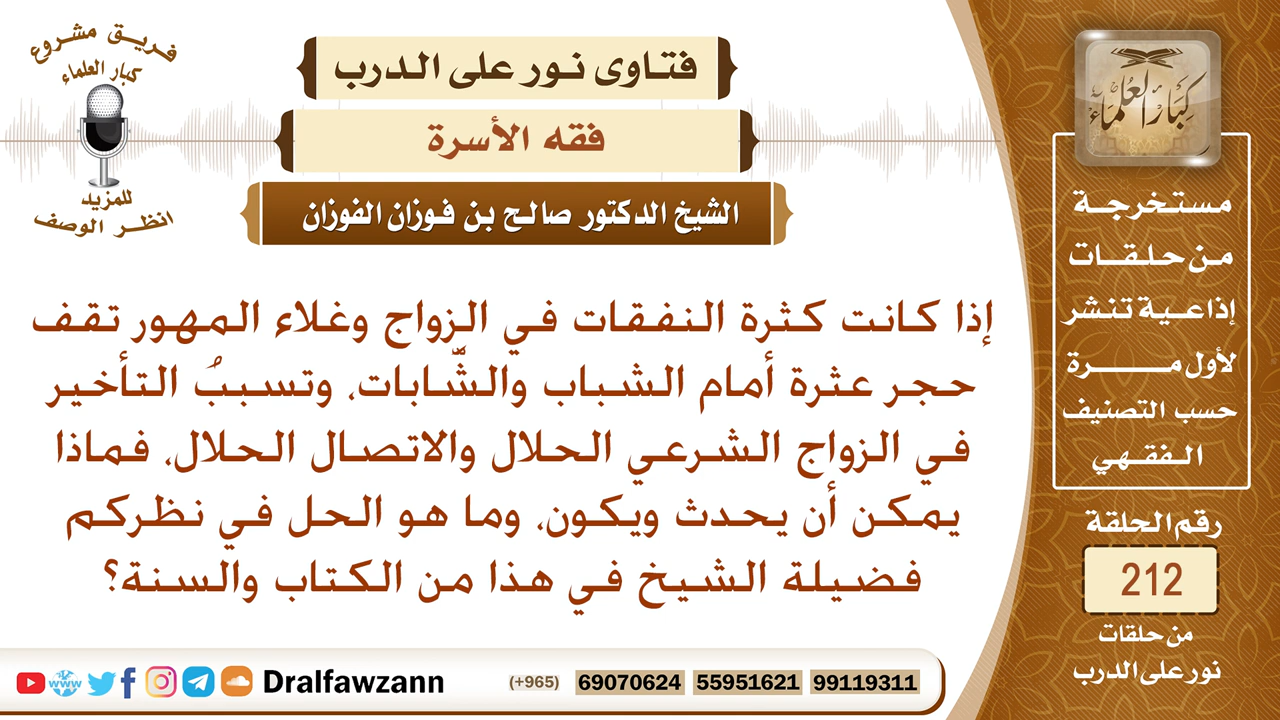 فريق مشروع
كبار العلماء
للمزيد
انظر الوصف
فتاوى نور على الدرب
فقه الأسرة
الشيخ الدكتور صالح بن فوزان الفوزان
إذا كانت كثرة النفقات في الزواج وغلاء المهور تقف
حجر عثرة أمام الشباب والشّابات، وتسببُ التأخير
في الزواج الشرعي الحلال والاتصال الحلال، فماذا
يمكن أن يحدث ويكون، وما هو الحل في نظركم
فضيلة الشيخ في هذا من الكتاب والسنة؟
كبار العلماء
مستخرجة
من حلقات
إذاعية تنشر
لأول مرة
حسب التصنيف
الفقهي
رقم الحلقة
212
من حلقات
نور على الدرب
www Dralfawzann (+965) 69070624 55951621 99119311